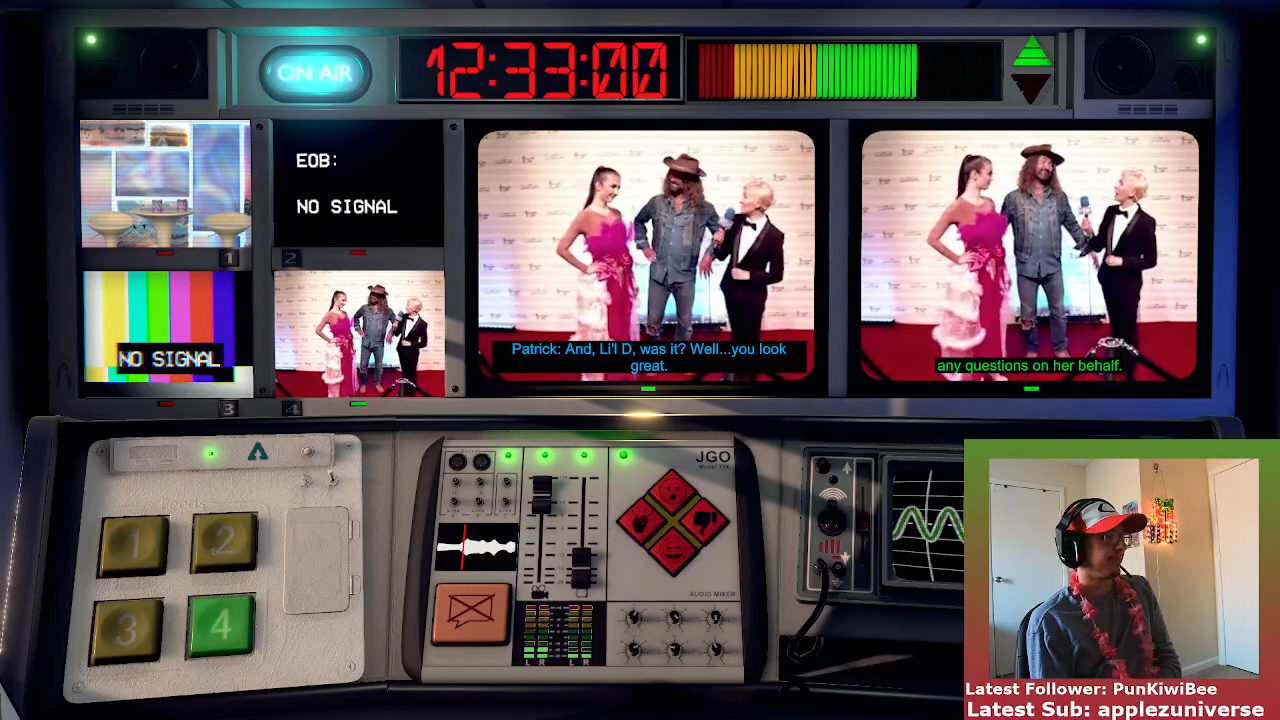 ON AIR
12:33:00
EOB:
NO SIGNAL
1
2
NO SIGNAL
3
4
Patrick: And, Li'l D, was it? Well...you look
great.
any questions on her behalf.
1
2
3
4
JGO
AUDIO MIXER
L R
L R
Latest Follower: PunKiwiBee
Latest Sub: applezuniverse